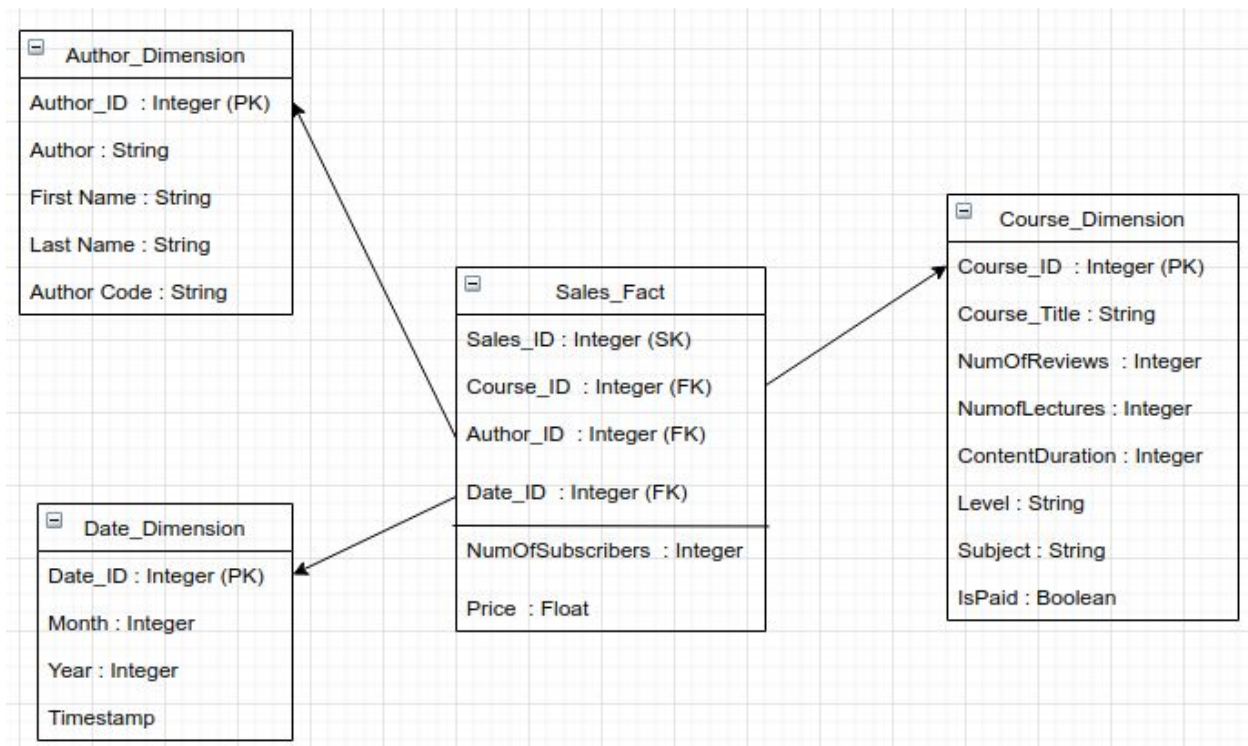 Author_Dimension
Author_ID : Integer (PK)
Author : String
First Name : String
Last Name : String
Author Code : String
Sales_Fact
Sales_ID : Integer (SK)
Course_ID : Integer (FK)
Author_ID : Integer (FK)
Date_ID : Integer (FK)
NumOfSubscribers : Integer
Price : Float
Course_Dimension
Course_ID : Integer (PK)
Course_Title : String
NumOfReviews : Integer
NumofLectures : Integer
ContentDuration : Integer
Level : String
Subject : String
IsPaid : Boolean
Date_Dimension
Date_ID : Integer (PK)
Month : Integer
Year : Integer
Timestamp